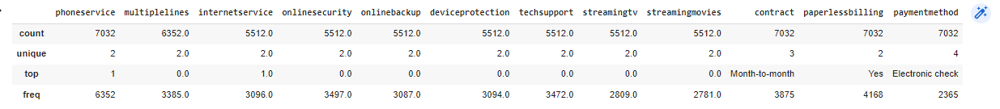 phoneservice multiplelines internetservice onlinesecurity onlinebackup deviceprotection techsupport streamingtv streamingmovies contract paperlessbilling paymentmethod
count 7032 6352.0 5512.0 5512.0 5512.0 5512.0 5512.0 5512.0 5512.0 7032 7032 7032
unique 2 2.0 2.0 2.0 2.0 2.0 2.0 2.0 2.0 3 2 4
top 1 0.0 1.0 0.0 0.0 0.0 0.0 0.0 0.0 Month-to-month Yes Electronic check
freq 6352 3385.0 3096.0 3497.0 3087.0 3094.0 3472.0 2809.0 2781.0 3875 4168 2365